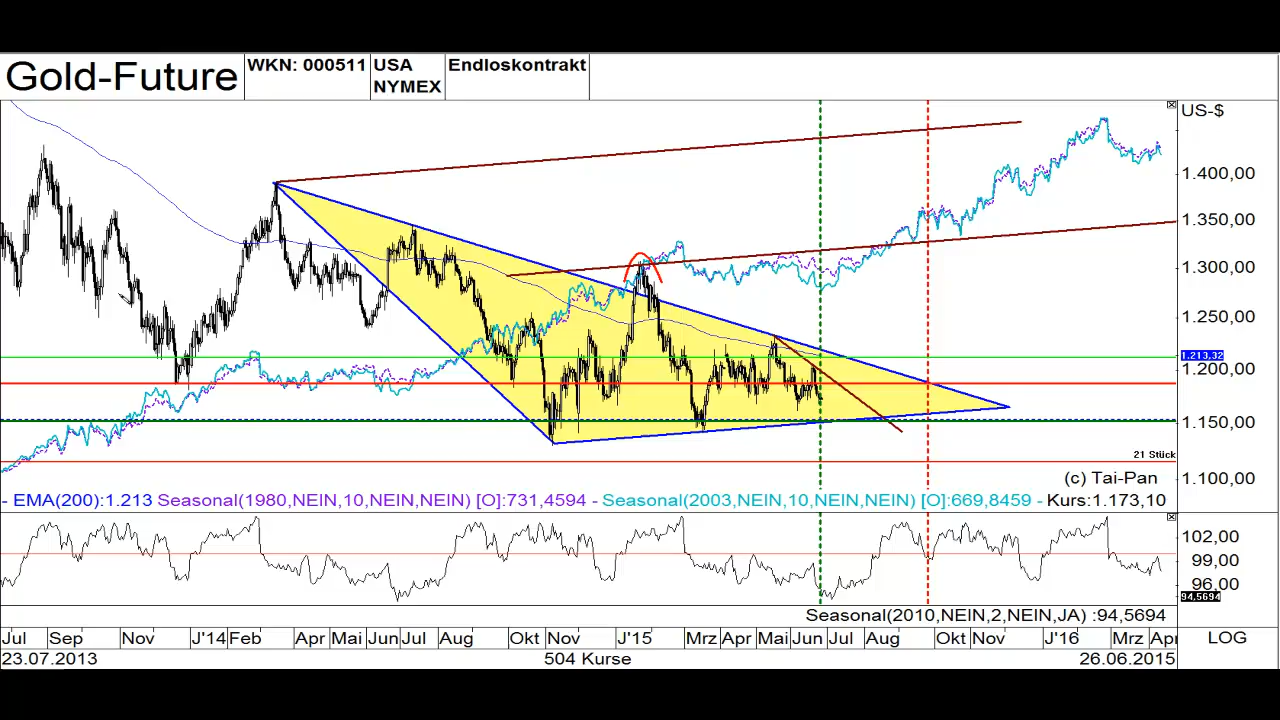 Gold-Future
WKN: 000511
USA
NYMEX
Endloskontrakt
US-$
1.400,00
1.350,00
1.300,00
1.250,00
1.213,32
1.200,00
1.150,00
21 Stück
1.100,00
(c) Tai-Pan
- EMA(200):1.213 Seasonal(1980,NEIN,10,NEIN,NEIN) [O]:731,4594 - Seasonal(2003,NEIN,10,NEIN,NEIN) [O]:669,8459 - Kurs:1.173,10
102,00
99,00
96,00
94,5694
Seasonal(2010,NEIN,2,NEIN,JA) :94,5694
Jul Sep Nov J'14 Feb Apr Mai Jun Jul Aug Okt Nov J'15 Mrz Apr Mai Jun Jul Aug Okt Nov J'16 Mrz Apr LOG
23.07.2013 504 Kurse 26.06.2015